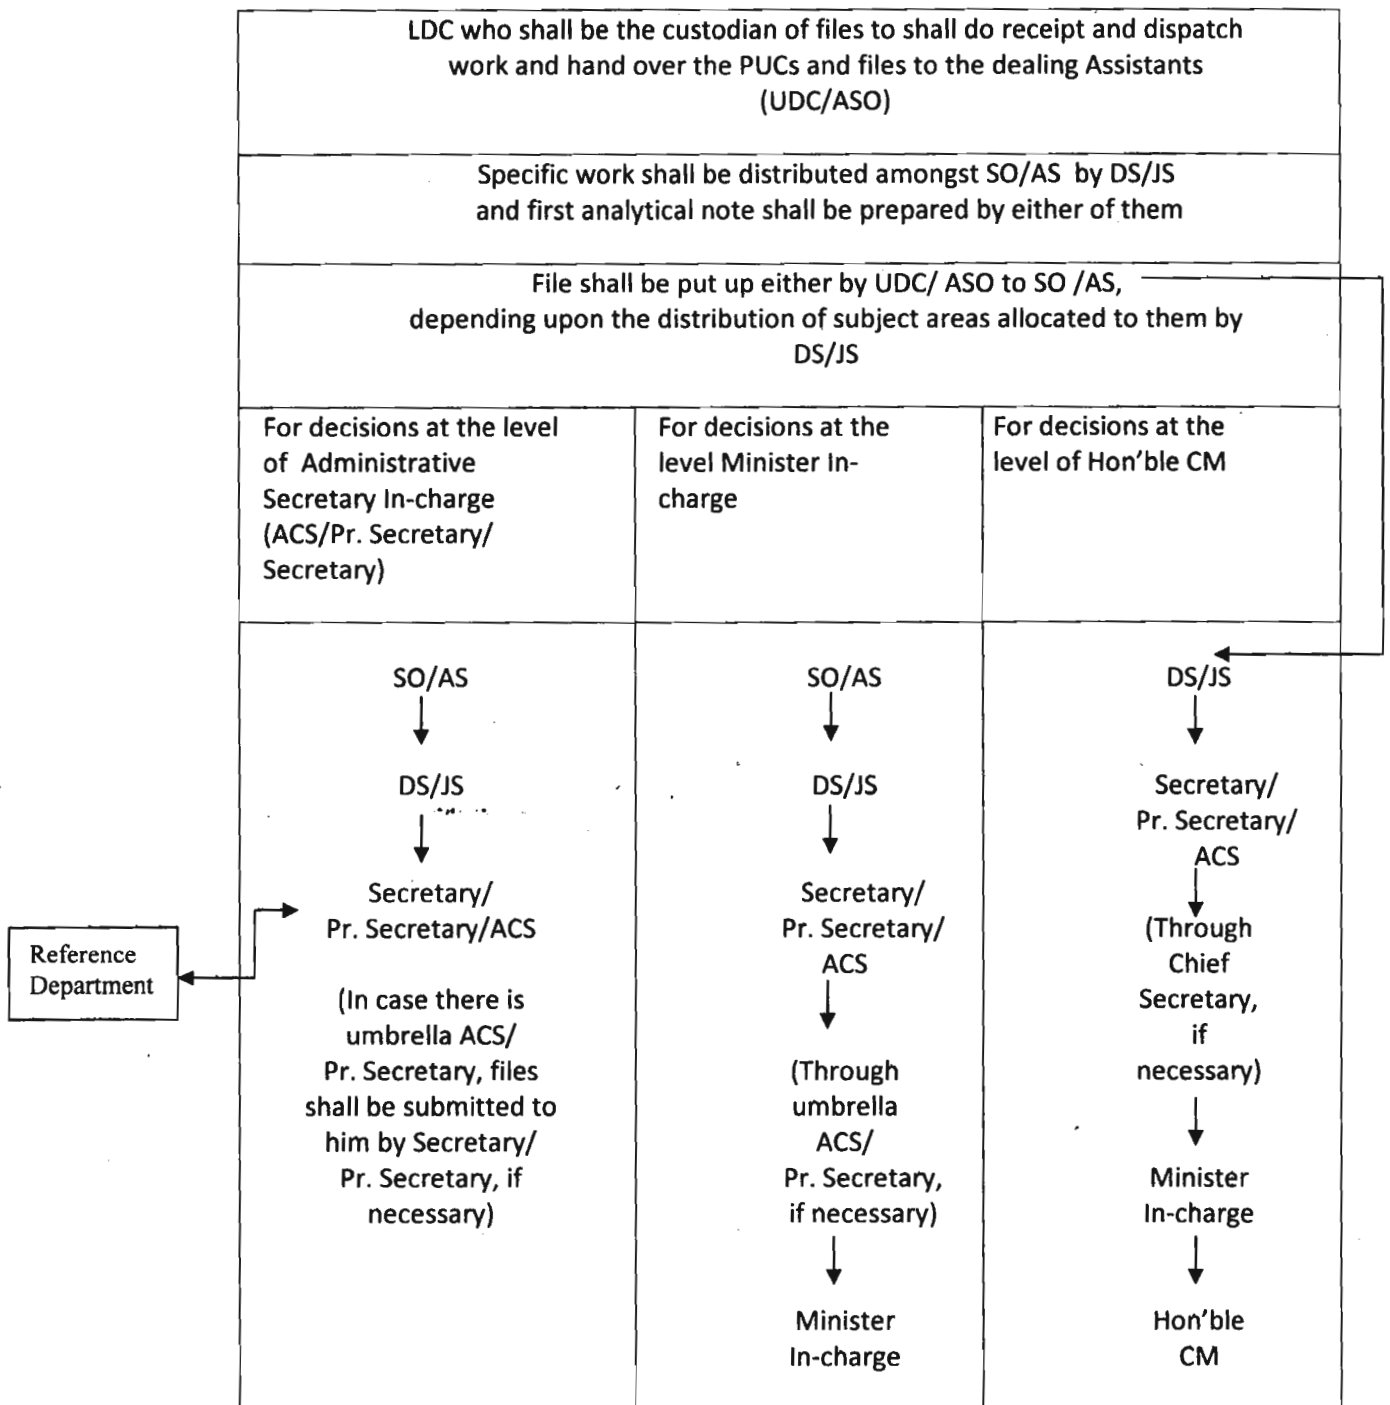 LDC who shall be the custodian of files to shall do receipt and dispatch
work and hand over the PUCs and files to the dealing Assistants
(UDC/ASO)
Specific work shall be distributed amongst SO/AS by DS/JS
and first analytical note shall be prepared by either of them
File shall be put up either by UDC/ ASO to SO /AS,
depending upon the distribution of subject areas allocated to them by
DS/JS
For decisions at the level
of Administrative
Secretary In-charge
(ACS/Pr. Secretary/
Secretary)
For decisions at the
level Minister In-
charge
For decisions at the
level of Hon'ble CM
SO/AS
DS/JS
Secretary/
Pr. Secretary/ACS
(In case there is
umbrella ACS/
Pr. Secretary, files
shall be submitted to
him by Secretary/
Pr. Secretary, if
necessary)
Reference
Department
SO/AS
DS/JS
Secretary/
Pr. Secretary/
ACS
(Through
umbrella
ACS/
Pr. Secretary,
if necessary)
Minister
In-charge
DS/JS
Secretary/
Pr. Secretary/
ACS
(Through
Chief
Secretary,
if
necessary)
Minister
In-charge
Hon'ble
CM